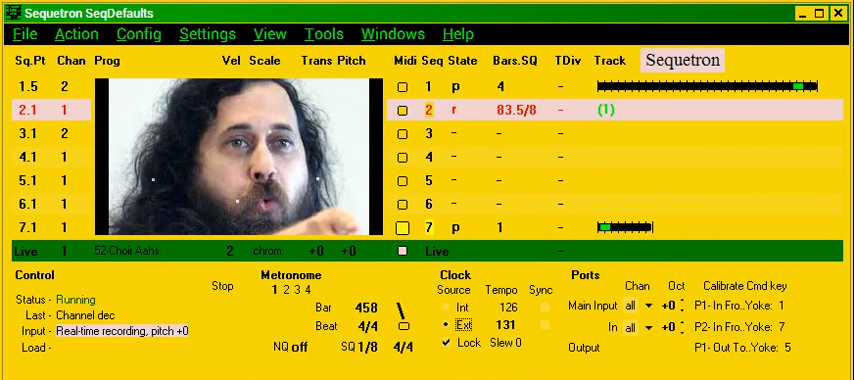 Sequetron SeqDefaults
File Action Config Settings View Tools Windows Help
Sq.Pt Chan Prog Vel Scale Trans Pitch Midi Seq State Bars.SQ TDiv Track Sequetron
1.5 2 1 p 4 -
2.1 1 2 r 83.5/8 - (1)
3.1 2 3 - - -
4.1 1 4 - - -
5.1 1 5 - - -
6.1 1 6 - - -
7.1 1 7 p 1 -
Live 1 52-Choir Aahs 2 chrom +0 +0 Live -
Control Metronome Clock Ports
Stop 1 2 3 4 Source Tempo Sync Chan Oct Calibrate Cmd key
Status - Running Bar 458 \ Int 126 Main Input all +0 P1- In Fro..Yoke: 1
Last - Channel dec Beat 4/4 Ext 131 In all +0 P2- In Fro..Yoke: 7
Input - Real-time recording, pitch +0
Load - NQ off SQ 1/8 4/4 Lock Slew 0 Output P1- Out To..Yoke: 5